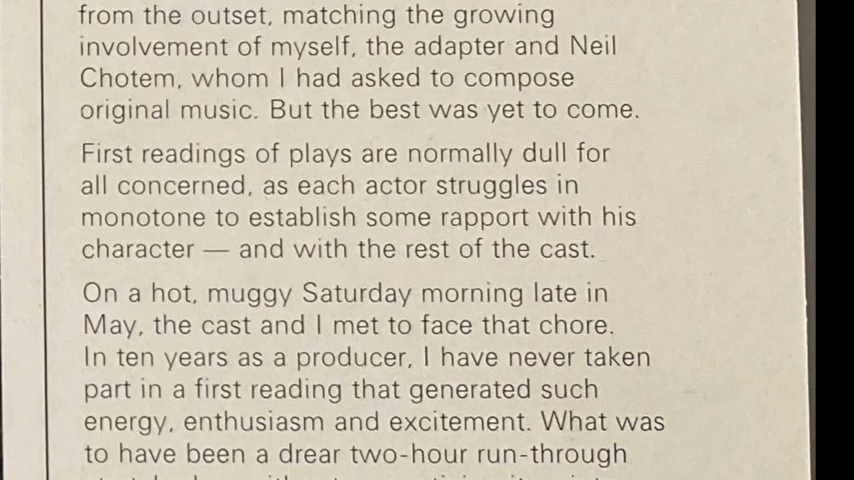 from the outset, matching the growing
involvement of myself, the adapter and Neil
Chotem, whom I had asked to compose
original music. But the best was yet to come.
First readings of plays are normally dull for
all concerned, as each actor struggles in
monotone to establish some rapport with his
character — and with the rest of the cast.
On a hot, muggy Saturday morning late in
May, the cast and I met to face that chore.
In ten years as a producer, I have never taken
part in a first reading that generated such
energy, enthusiasm and excitement. What was
to have been a drear two-hour run-through